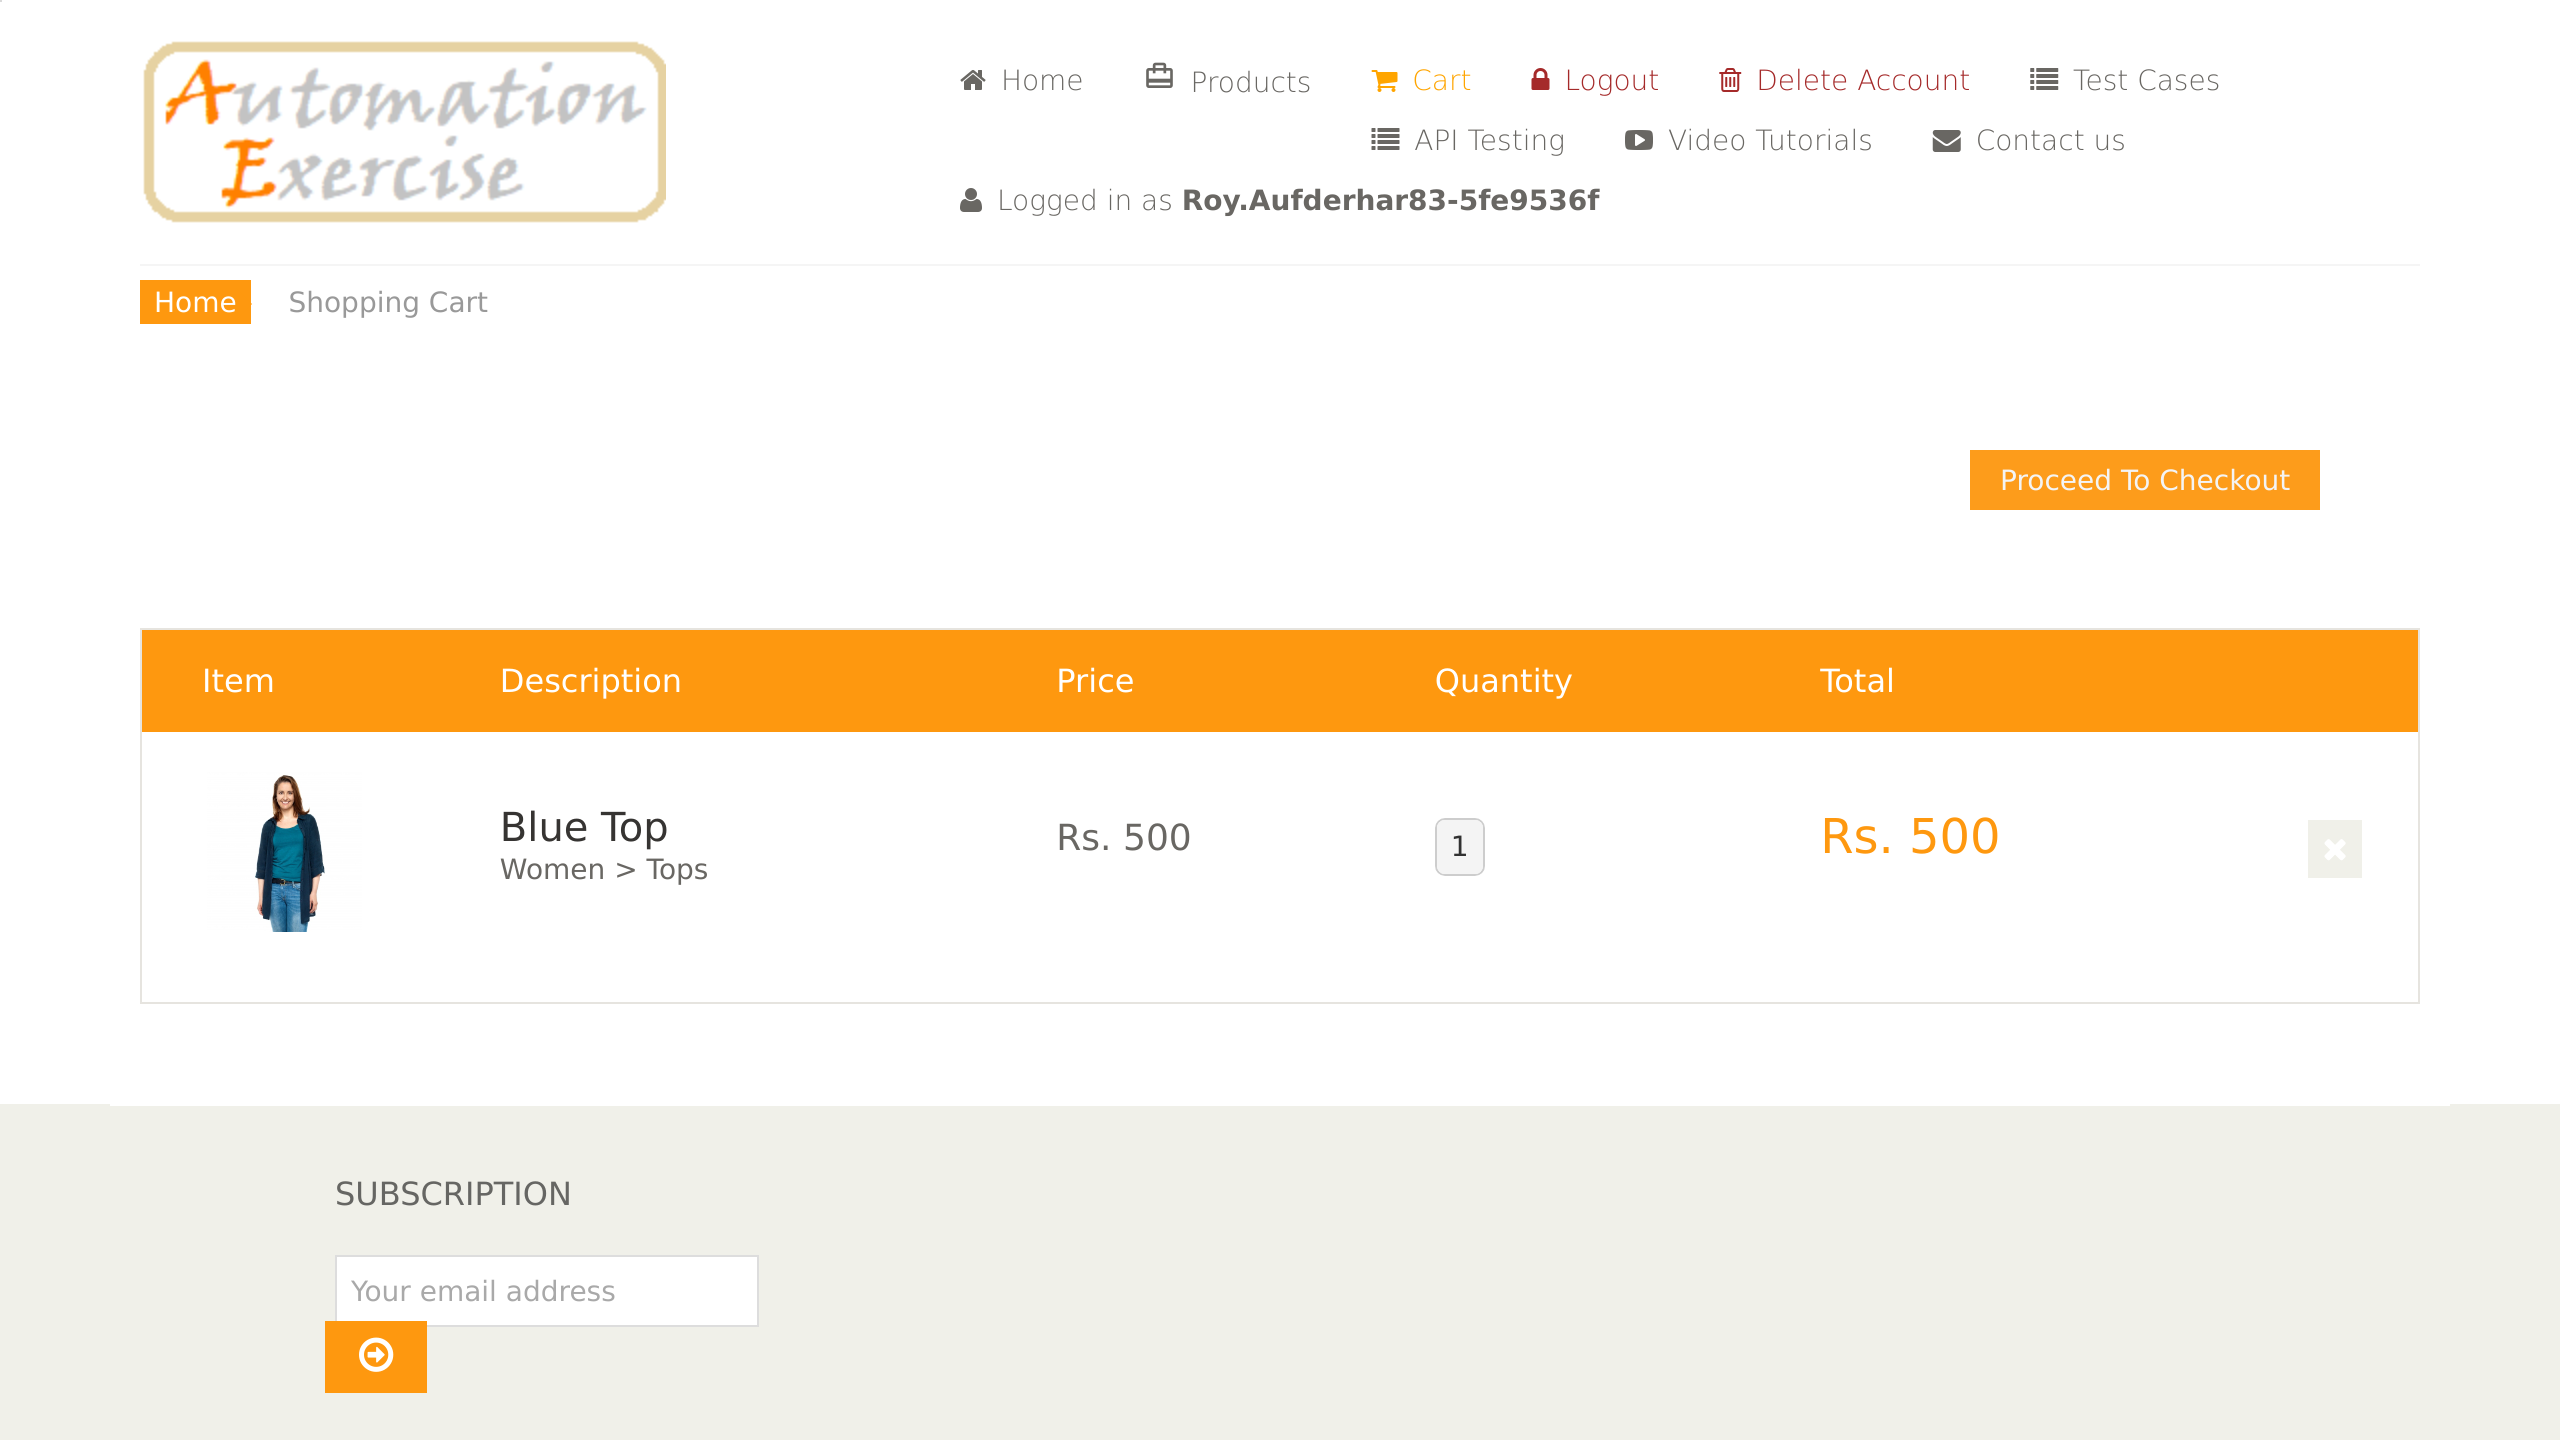 Automation
Exercise
Home Products Cart Logout Delete Account Test Cases
API Testing Video Tutorials Contact us
Logged in as Roy.Aufderhar83-5fe9536f
Home Shopping Cart
Proceed To Checkout
Item Description Price Quantity Total
Blue Top Rs. 500 1 Rs. 500
Women > Tops
SUBSCRIPTION
Your email address